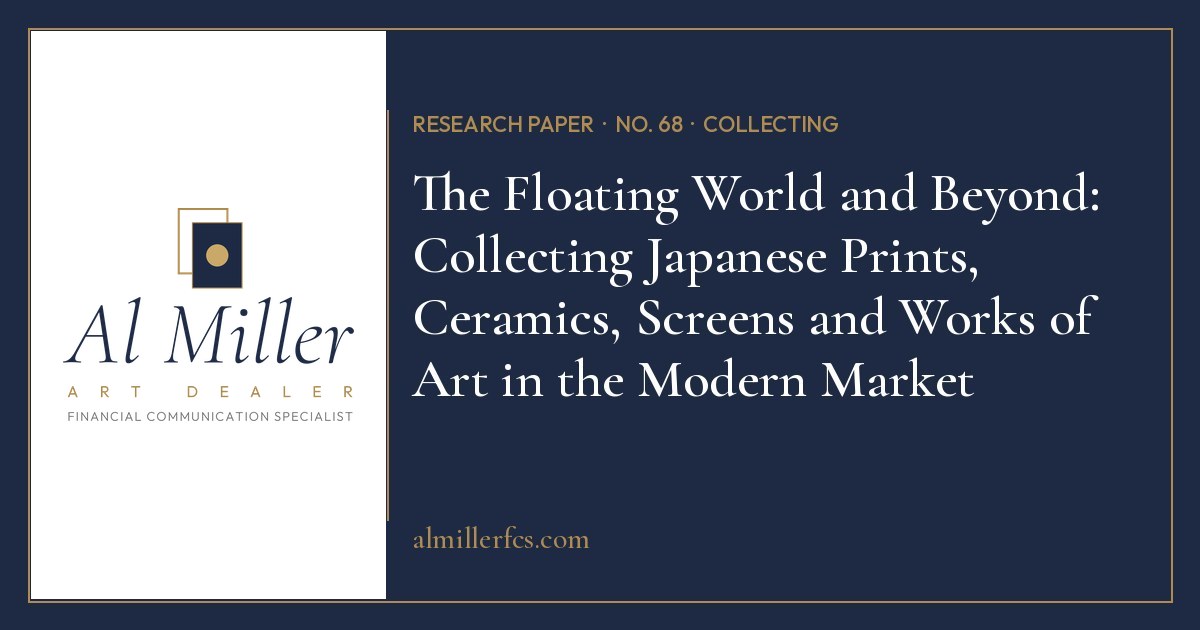 Al Miller
ART DEALER
FINANCIAL COMMUNICATION SPECIALIST
RESEARCH PAPER · NO. 68 · COLLECTING
The Floating World and Beyond:
Collecting Japanese Prints,
Ceramics, Screens and Works of
Art in the Modern Market
almillerfcs.com